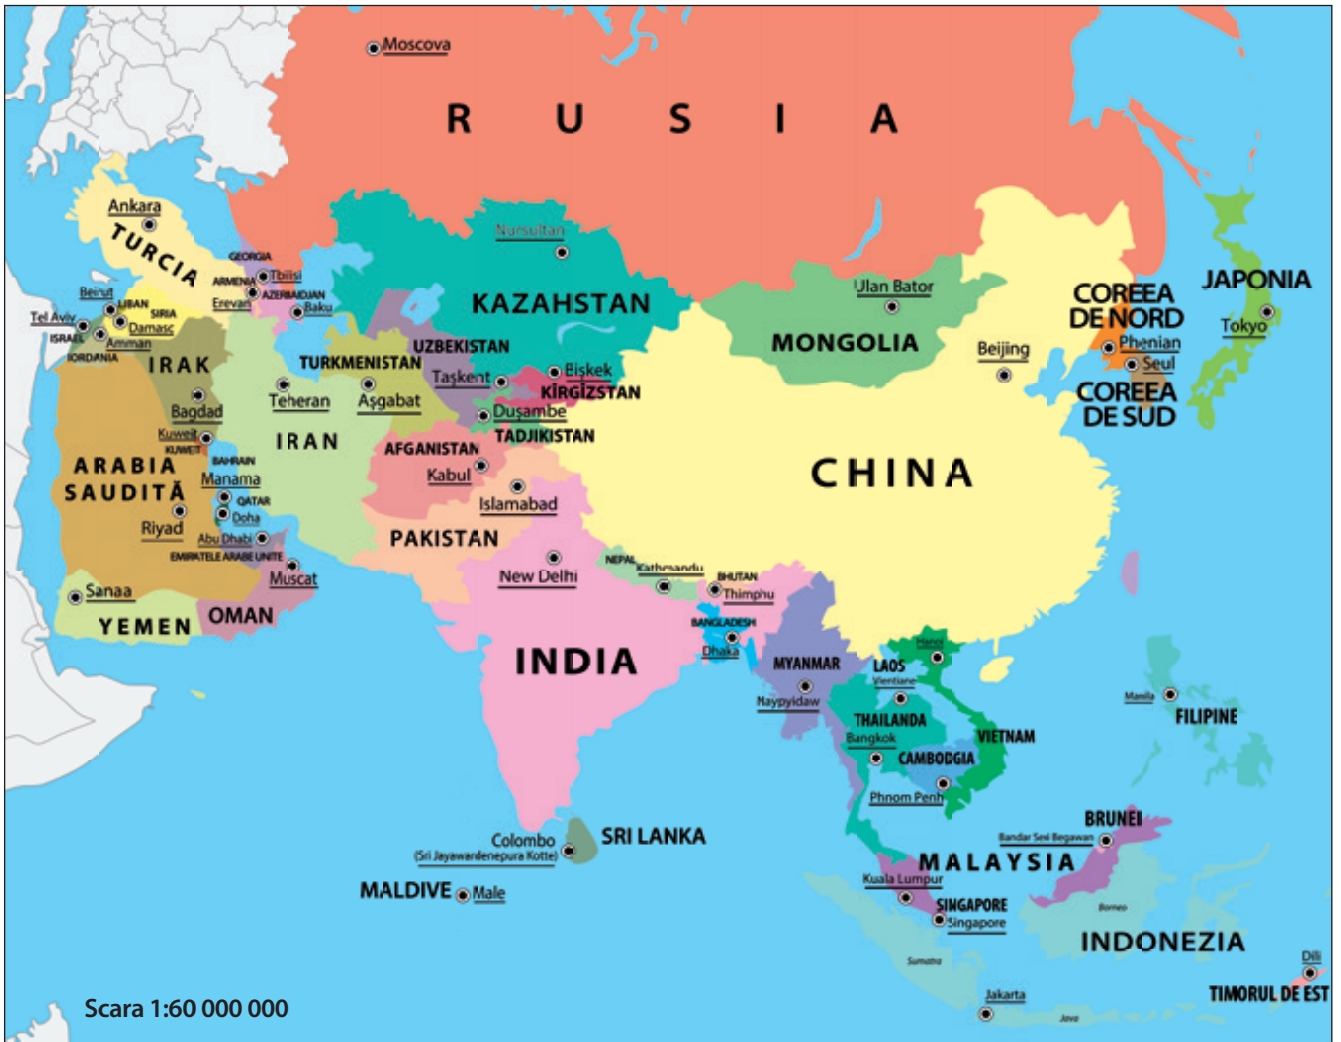 Moscova
R U S I A
Ankara
TURCIA
GEORGIA
Tbilisi
ARMENIA
Erevan
AZERBAIDJAN
Baku
Nursultan
KAZAHSTAN
Ulan Bator
MONGOLIA
COREEA
DE NORD
Phenian
Seul
COREEA
DE SUD
JAPONIA
Tokyo
Beijing
CHINA
Beirut
LIBAN
SIRIA
Damasc
Tel Aviv
ISRAEL
Amman
IORDANIA
IRAK
Bagdad
Kuweit
KUWEIT
TURKMENISTAN
Așgabat
UZBEKISTAN
Tașkent
Bișkek
KÎRGÎZSTAN
Dușambe
TADJIKISTAN
Teheran
IRAN
AFGANISTAN
Kabul
Islamabad
PAKISTAN
ARABIA
SAUDITĂ
Riyad
BAHRAIN
Manama
QATAR
Doha
Abu Dhabi
EMIRATELE ARABE UNITE
Muscat
OMAN
Sanaa
YEMEN
New Delhi
INDIA
NEPAL
Kathmandu
BHUTAN
Thimphu
BANGLADESH
Dhaka
MYANMAR
Naypyidaw
LAOS
Vientiane
Hanoi
THAILANDA
Bangkok
VIETNAM
CAMBODGIA
Phnom Penh
Manila
FILIPINE
Colombo
(Sri Jayawardenepura Kotte)
SRI LANKA
MALDIVE
Male
BRUNEI
Bandar Seri Begawan
MALAYSIA
Kuala Lumpur
SINGAPORE
Singapore
Borneo
INDONEZIA
Sumatra
Jakarta
Java
Dili
TIMORUL DE EST
Scara 1:60 000 000